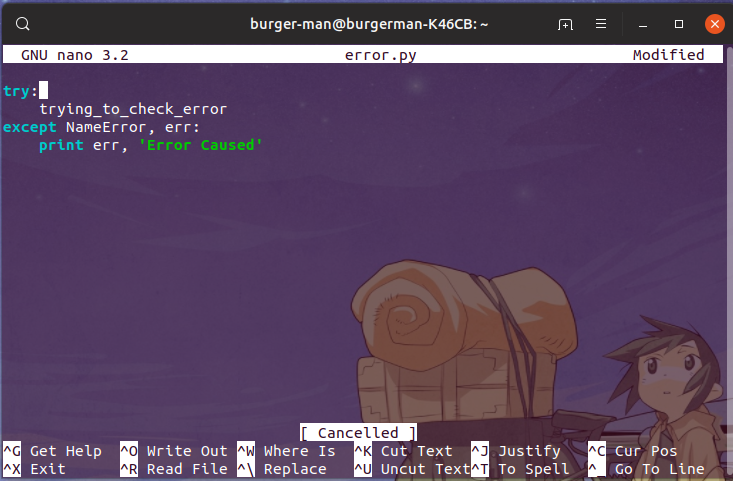 burger-man@burgerman-K46CB: ~
GNU nano 3.2 error.py Modified
try:
    trying_to_check_error
except NameError, err:
    print err, 'Error Caused'
[ Cancelled ]
^G Get Help ^O Write Out ^W Where Is ^K Cut Text ^J Justify ^C Cur Pos
^X Exit ^R Read File ^\ Replace ^U Uncut Text ^T To Spell ^_ Go To Line